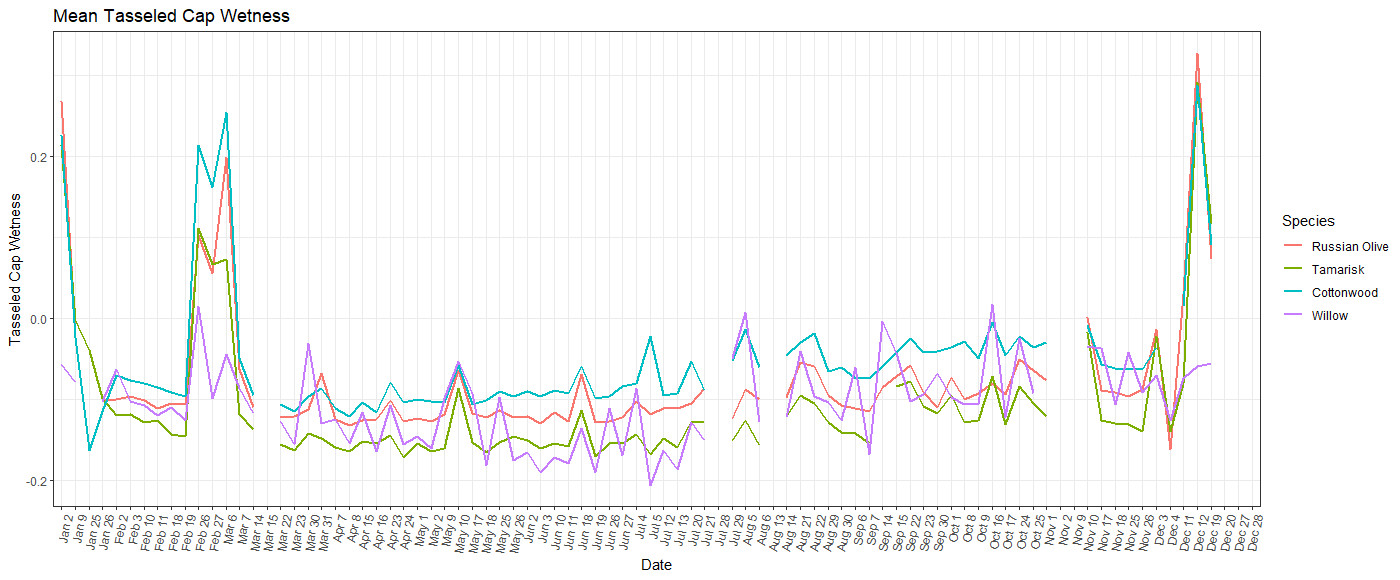 Mean Tasseled Cap Wetness
Tasseled Cap Wetness
0.2
0.0
-0.2
Jan 2
Jan 9
Jan 25
Jan 26
Feb 2
Feb 3
Feb 10
Feb 11
Feb 18
Feb 19
Feb 26
Feb 27
Mar 6
Mar 7
Mar 14
Mar 15
Mar 22
Mar 23
Mar 30
Mar 31
Apr 7
Apr 8
Apr 15
Apr 16
Apr 23
Apr 24
May 1
May 2
May 9
May 10
May 17
May 18
May 25
May 26
Jun 2
Jun 3
Jun 10
Jun 11
Jun 18
Jun 19
Jun 26
Jun 27
Jul 4
Jul 5
Jul 12
Jul 13
Jul 20
Jul 21
Jul 28
Jul 29
Aug 5
Aug 6
Aug 13
Aug 14
Aug 21
Aug 22
Aug 29
Aug 30
Sep 6
Sep 7
Sep 14
Sep 15
Sep 22
Sep 23
Sep 30
Oct 1
Oct 8
Oct 9
Oct 16
Oct 17
Oct 24
Oct 25
Nov 1
Nov 2
Nov 9
Nov 10
Nov 17
Nov 18
Nov 25
Nov 26
Dec 3
Dec 4
Dec 11
Dec 12
Dec 19
Dec 20
Dec 27
Dec 28
Date
Species
Russian Olive
Tamarisk
Cottonwood
Willow